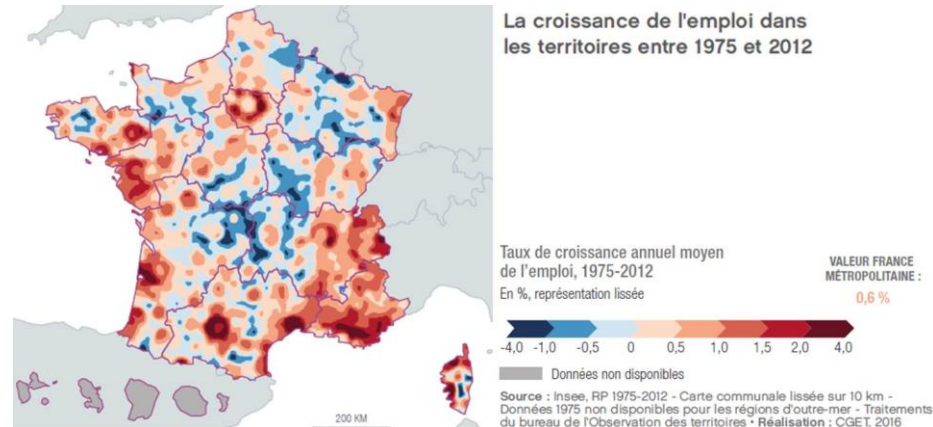 La croissance de l'emploi dans
les territoires entre 1975 et 2012
Taux de croissance annuel moyen
de l'emploi, 1975-2012
En %, représentation lissée
VALEUR FRANCE
MÉTROPOLITAINE :
0,6 %
-4,0 -1,0 -0,5 0 0,5 1,0 1,5 2,0 4,0
Données non disponibles
Source : Insee, RP 1975-2012 - Carte communale lissée sur 10 km -
Données 1975 non disponibles pour les régions d'outre-mer - Traitements
du bureau de l'Observation des territoires • Réalisation : CGET, 2016
200 KM